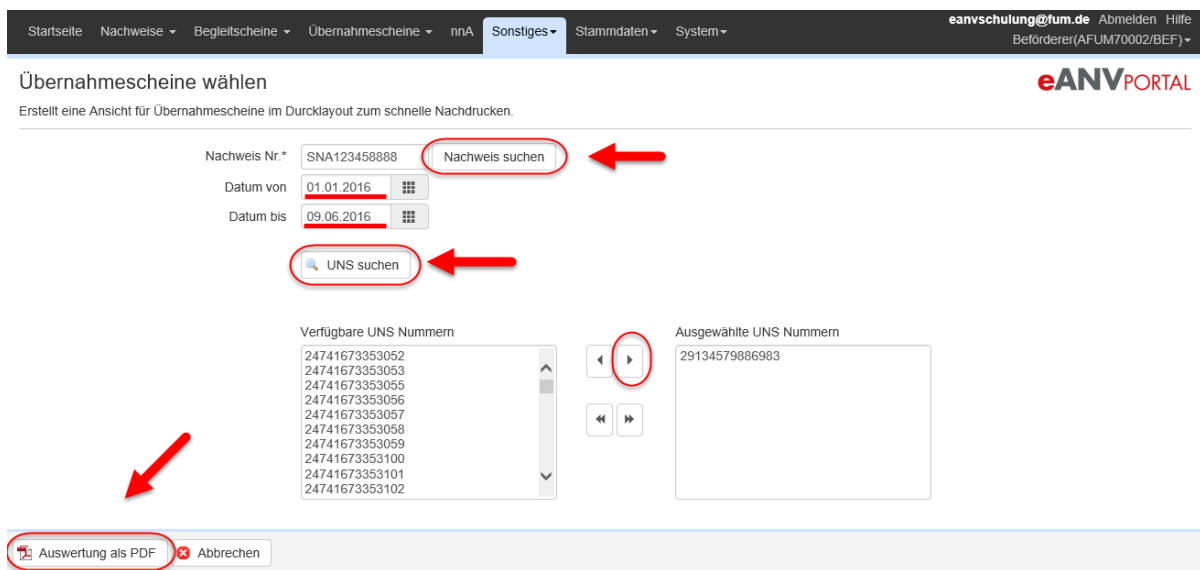 eanvschulung@fum.de Abmelden Hilfe
Startseite Nachweise Begleitscheine Übernahmescheine nnA Sonstiges Stammdaten System
Beförderer(AFUM70002/BEF)
Übernahmescheine wählen
eANVPORTAL
Erstellt eine Ansicht für Übernahmescheine im Durcklayout zum schnelle Nachdrucken.
Nachweis Nr.* SNA123458888 Nachweis suchen
Datum von 01.01.2016
Datum bis 09.06.2016
UNS suchen
Verfügbare UNS Nummern
24741673353052
24741673353053
24741673353055
24741673353056
24741673353057
24741673353058
24741673353059
24741673353100
24741673353101
24741673353102
Ausgewählte UNS Nummern
29134579886983
Auswertung als PDF Abbrechen